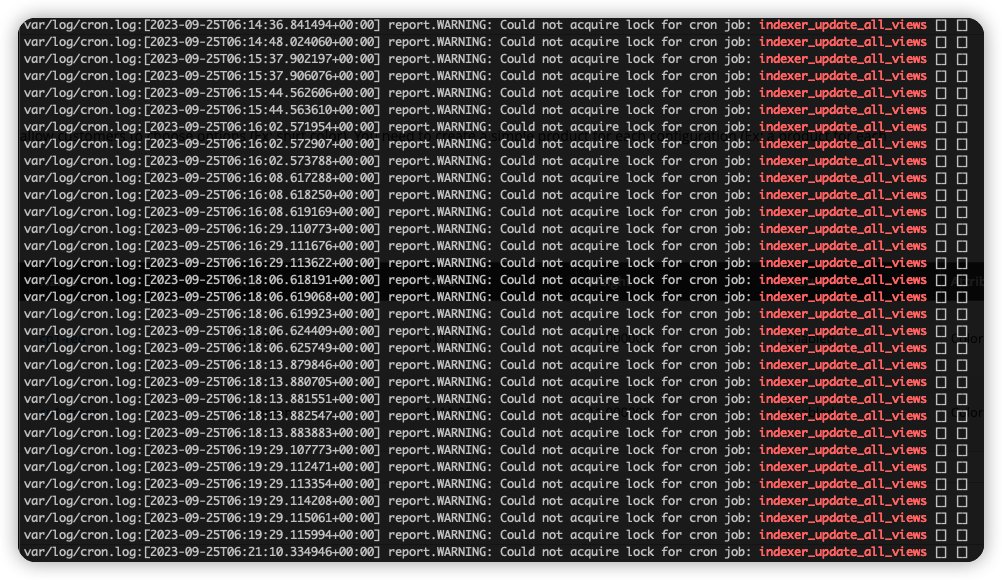 var/log/cron.log:[2023-09-25T06:14:36.841494+00:00] report.WARNING: Could not acquire lock for cron job: indexer_update_all_views [] []
var/log/cron.log:[2023-09-25T06:14:48.024060+00:00] report.WARNING: Could not acquire lock for cron job: indexer_update_all_views [] []
var/log/cron.log:[2023-09-25T06:15:37.902197+00:00] report.WARNING: Could not acquire lock for cron job: indexer_update_all_views [] []
var/log/cron.log:[2023-09-25T06:15:37.906076+00:00] report.WARNING: Could not acquire lock for cron job: indexer_update_all_views [] []
var/log/cron.log:[2023-09-25T06:15:44.562606+00:00] report.WARNING: Could not acquire lock for cron job: indexer_update_all_views [] []
var/log/cron.log:[2023-09-25T06:15:44.563610+00:00] report.WARNING: Could not acquire lock for cron job: indexer_update_all_views [] []
var/log/cron.log:[2023-09-25T06:16:02.571954+00:00] report.WARNING: Could not acquire lock for cron job: indexer_update_all_views [] []
var/log/cron.log:[2023-09-25T06:16:02.572907+00:00] report.WARNING: Could not acquire lock for cron job: indexer_update_all_views [] []
var/log/cron.log:[2023-09-25T06:16:02.573788+00:00] report.WARNING: Could not acquire lock for cron job: indexer_update_all_views [] []
var/log/cron.log:[2023-09-25T06:16:08.617288+00:00] report.WARNING: Could not acquire lock for cron job: indexer_update_all_views [] []
var/log/cron.log:[2023-09-25T06:16:08.618250+00:00] report.WARNING: Could not acquire lock for cron job: indexer_update_all_views [] []
var/log/cron.log:[2023-09-25T06:16:08.619169+00:00] report.WARNING: Could not acquire lock for cron job: indexer_update_all_views [] []
var/log/cron.log:[2023-09-25T06:16:29.110773+00:00] report.WARNING: Could not acquire lock for cron job: indexer_update_all_views [] []
var/log/cron.log:[2023-09-25T06:16:29.111676+00:00] report.WARNING: Could not acquire lock for cron job: indexer_update_all_views [] []
var/log/cron.log:[2023-09-25T06:16:29.113622+00:00] report.WARNING: Could not acquire lock for cron job: indexer_update_all_views [] []
var/log/cron.log:[2023-09-25T06:18:06.618191+00:00] report.WARNING: Could not acquire lock for cron job: indexer_update_all_views [] []
var/log/cron.log:[2023-09-25T06:18:06.619068+00:00] report.WARNING: Could not acquire lock for cron job: indexer_update_all_views [] []
var/log/cron.log:[2023-09-25T06:18:06.619923+00:00] report.WARNING: Could not acquire lock for cron job: indexer_update_all_views [] []
var/log/cron.log:[2023-09-25T06:18:06.624409+00:00] report.WARNING: Could not acquire lock for cron job: indexer_update_all_views [] []
var/log/cron.log:[2023-09-25T06:18:06.625749+00:00] report.WARNING: Could not acquire lock for cron job: indexer_update_all_views [] []
var/log/cron.log:[2023-09-25T06:18:13.879846+00:00] report.WARNING: Could not acquire lock for cron job: indexer_update_all_views [] []
var/log/cron.log:[2023-09-25T06:18:13.880705+00:00] report.WARNING: Could not acquire lock for cron job: indexer_update_all_views [] []
var/log/cron.log:[2023-09-25T06:18:13.881551+00:00] report.WARNING: Could not acquire lock for cron job: indexer_update_all_views [] []
var/log/cron.log:[2023-09-25T06:18:13.882547+00:00] report.WARNING: Could not acquire lock for cron job: indexer_update_all_views [] []
var/log/cron.log:[2023-09-25T06:18:13.883883+00:00] report.WARNING: Could not acquire lock for cron job: indexer_update_all_views [] []
var/log/cron.log:[2023-09-25T06:19:29.107773+00:00] report.WARNING: Could not acquire lock for cron job: indexer_update_all_views [] []
var/log/cron.log:[2023-09-25T06:19:29.112471+00:00] report.WARNING: Could not acquire lock for cron job: indexer_update_all_views [] []
var/log/cron.log:[2023-09-25T06:19:29.113354+00:00] report.WARNING: Could not acquire lock for cron job: indexer_update_all_views [] []
var/log/cron.log:[2023-09-25T06:19:29.114208+00:00] report.WARNING: Could not acquire lock for cron job: indexer_update_all_views [] []
var/log/cron.log:[2023-09-25T06:19:29.115061+00:00] report.WARNING: Could not acquire lock for cron job: indexer_update_all_views [] []
var/log/cron.log:[2023-09-25T06:19:29.115994+00:00] report.WARNING: Could not acquire lock for cron job: indexer_update_all_views [] []
var/log/cron.log:[2023-09-25T06:21:10.334946+00:00] report.WARNING: Could not acquire lock for cron job: indexer_update_all_views [] []